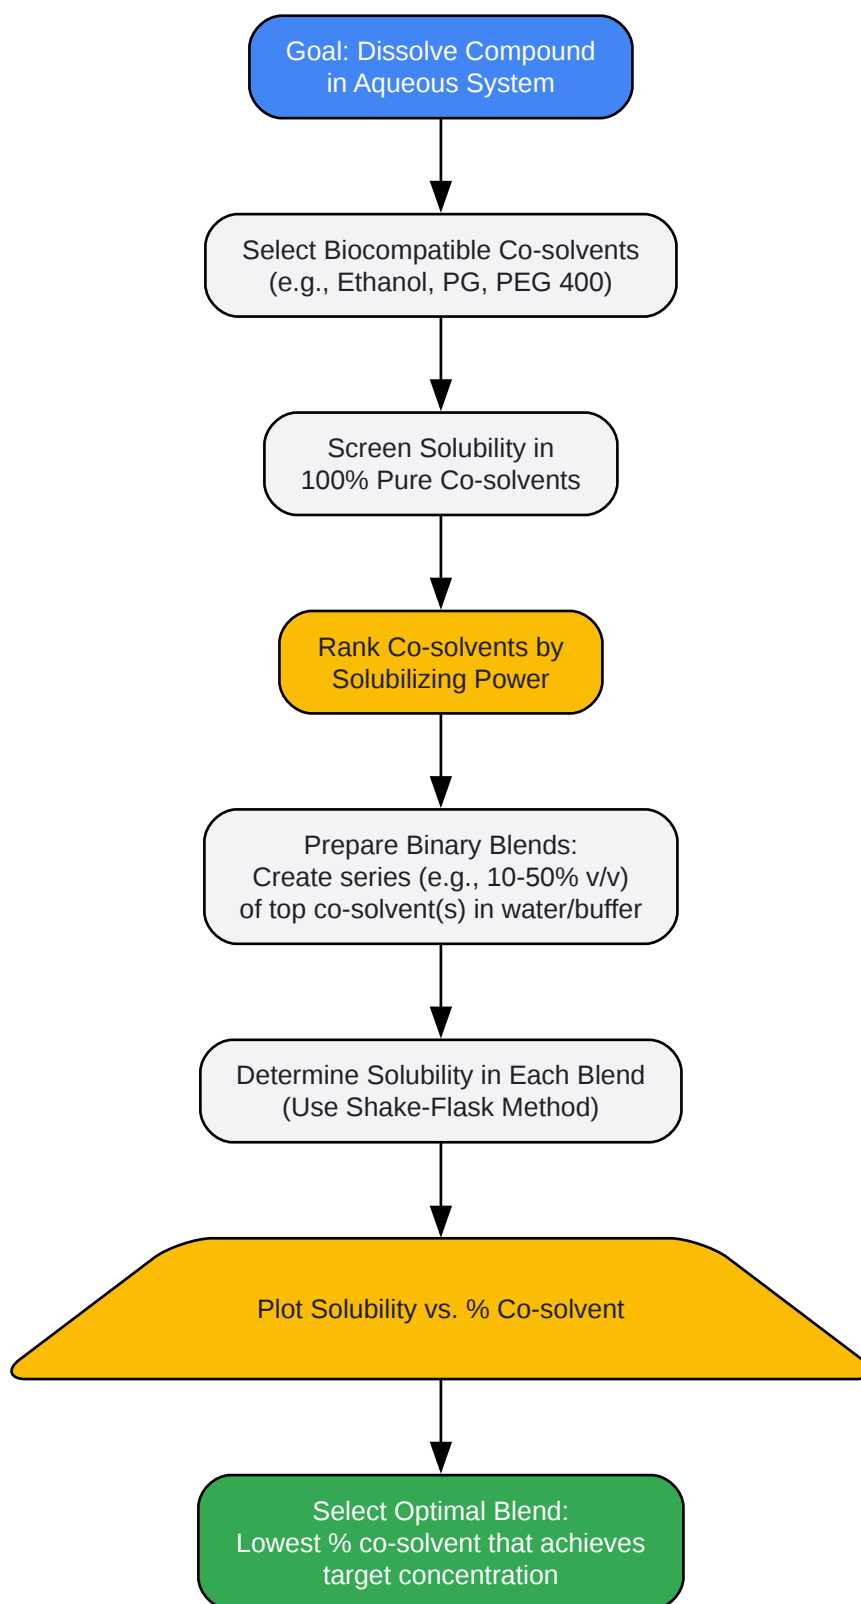 Goal: Dissolve Compound
in Aqueous System
Select Biocompatible Co-solvents
(e.g., Ethanol, PG, PEG 400)
Screen Solubility in
100% Pure Co-solvents
Rank Co-solvents by
Solubilizing Power
Prepare Binary Blends:
Create series (e.g., 10-50% v/v)
of top co-solvent(s) in water/buffer
Determine Solubility in Each Blend
(Use Shake-Flask Method)
Plot Solubility vs. % Co-solvent
Select Optimal Blend:
Lowest % co-solvent that achieves
target concentration